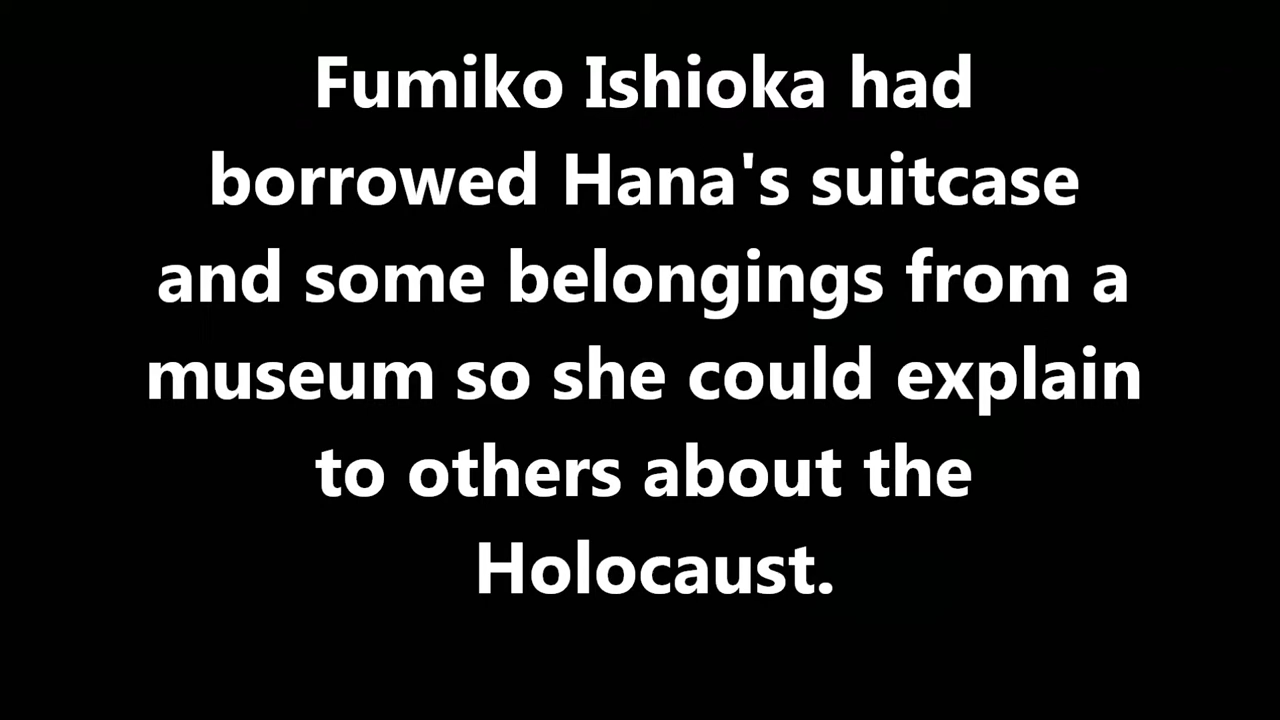 Fumiko Ishioka had
borrowed Hana's suitcase
and some belongings from a
museum so she could explain
to others about the
Holocaust.